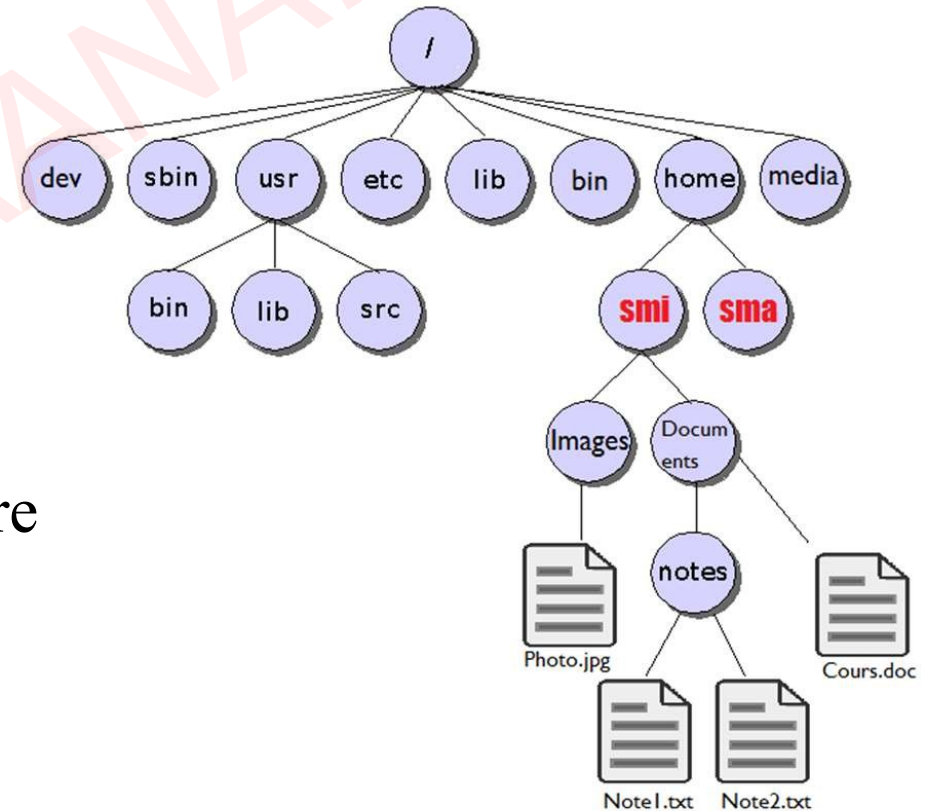 /
dev sbin usr etc lib bin home media
bin lib src smi sma
Images Docum
ents
re
notes
Photo.jpg
Cours.doc
Note1.txt Note2.txt